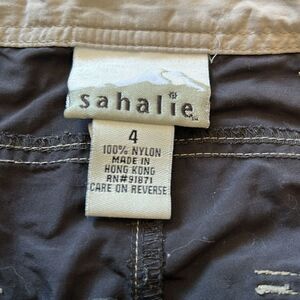 sahalie
4
100% NYLON
MADE IN
HONG KONG
RN#91871
CARE ON REVERSE